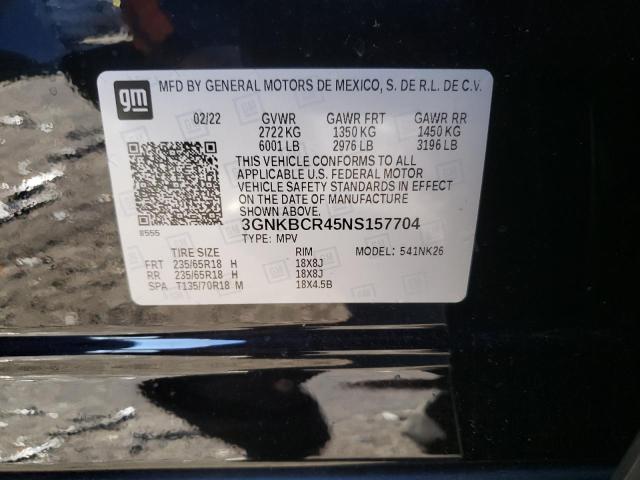 gm MFD BY GENERAL MOTORS DE MEXICO, S. DE R.L. DE C.V.
02/22 GVWR GAWR FRT GAWR RR
2722 KG 1350 KG 1450 KG
6001 LB 2976 LB 3196 LB
THIS VEHICLE CONFORMS TO ALL
APPLICABLE U.S. FEDERAL MOTOR
VEHICLE SAFETY STANDARDS IN EFFECT
ON THE DATE OF MANUFACTURE
SHOWN ABOVE.
3GNKBCR45NS157704
#555
TYPE: MPV
TIRE SIZE RIM MODEL: 541NK26
FRT 235/65R18 H 18X8J
RR 235/65R18 H 18X8J
SPA T135/70R18 M 18X4.5B